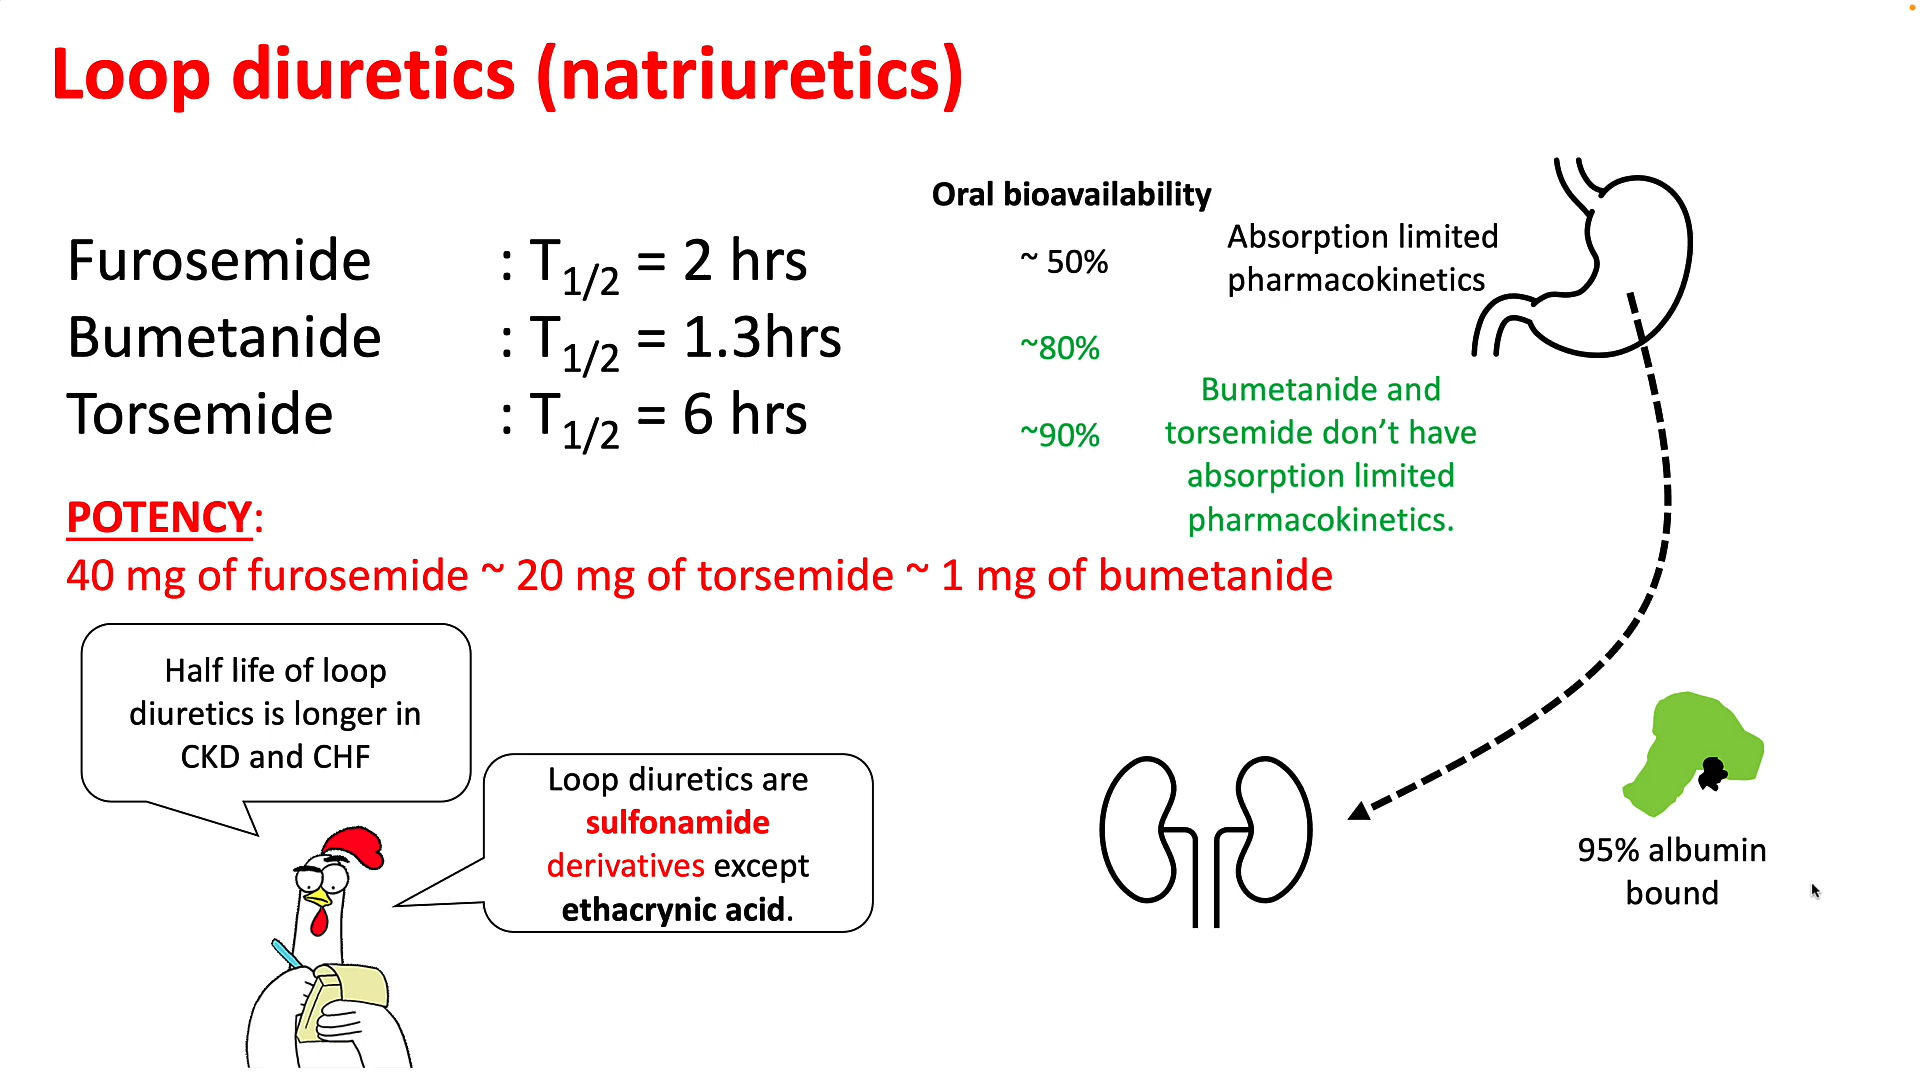 Loop diuretics (natriuretics)
Oral bioavailability
Furosemide : T1/2 = 2 hrs ~ 50%
Absorption limited
pharmacokinetics
Bumetanide : T1/2 = 1.3hrs ~80%
Torsemide : T1/2 = 6 hrs ~90%
Bumetanide and
torsemide don't have
absorption limited
pharmacokinetics.
POTENCY:
40 mg of furosemide ~ 20 mg of torsemide ~ 1 mg of bumetanide
Half life of loop
diuretics is longer in
CKD and CHF
Loop diuretics are
sulfonamide
derivatives except
ethacrynic acid.
95% albumin
bound